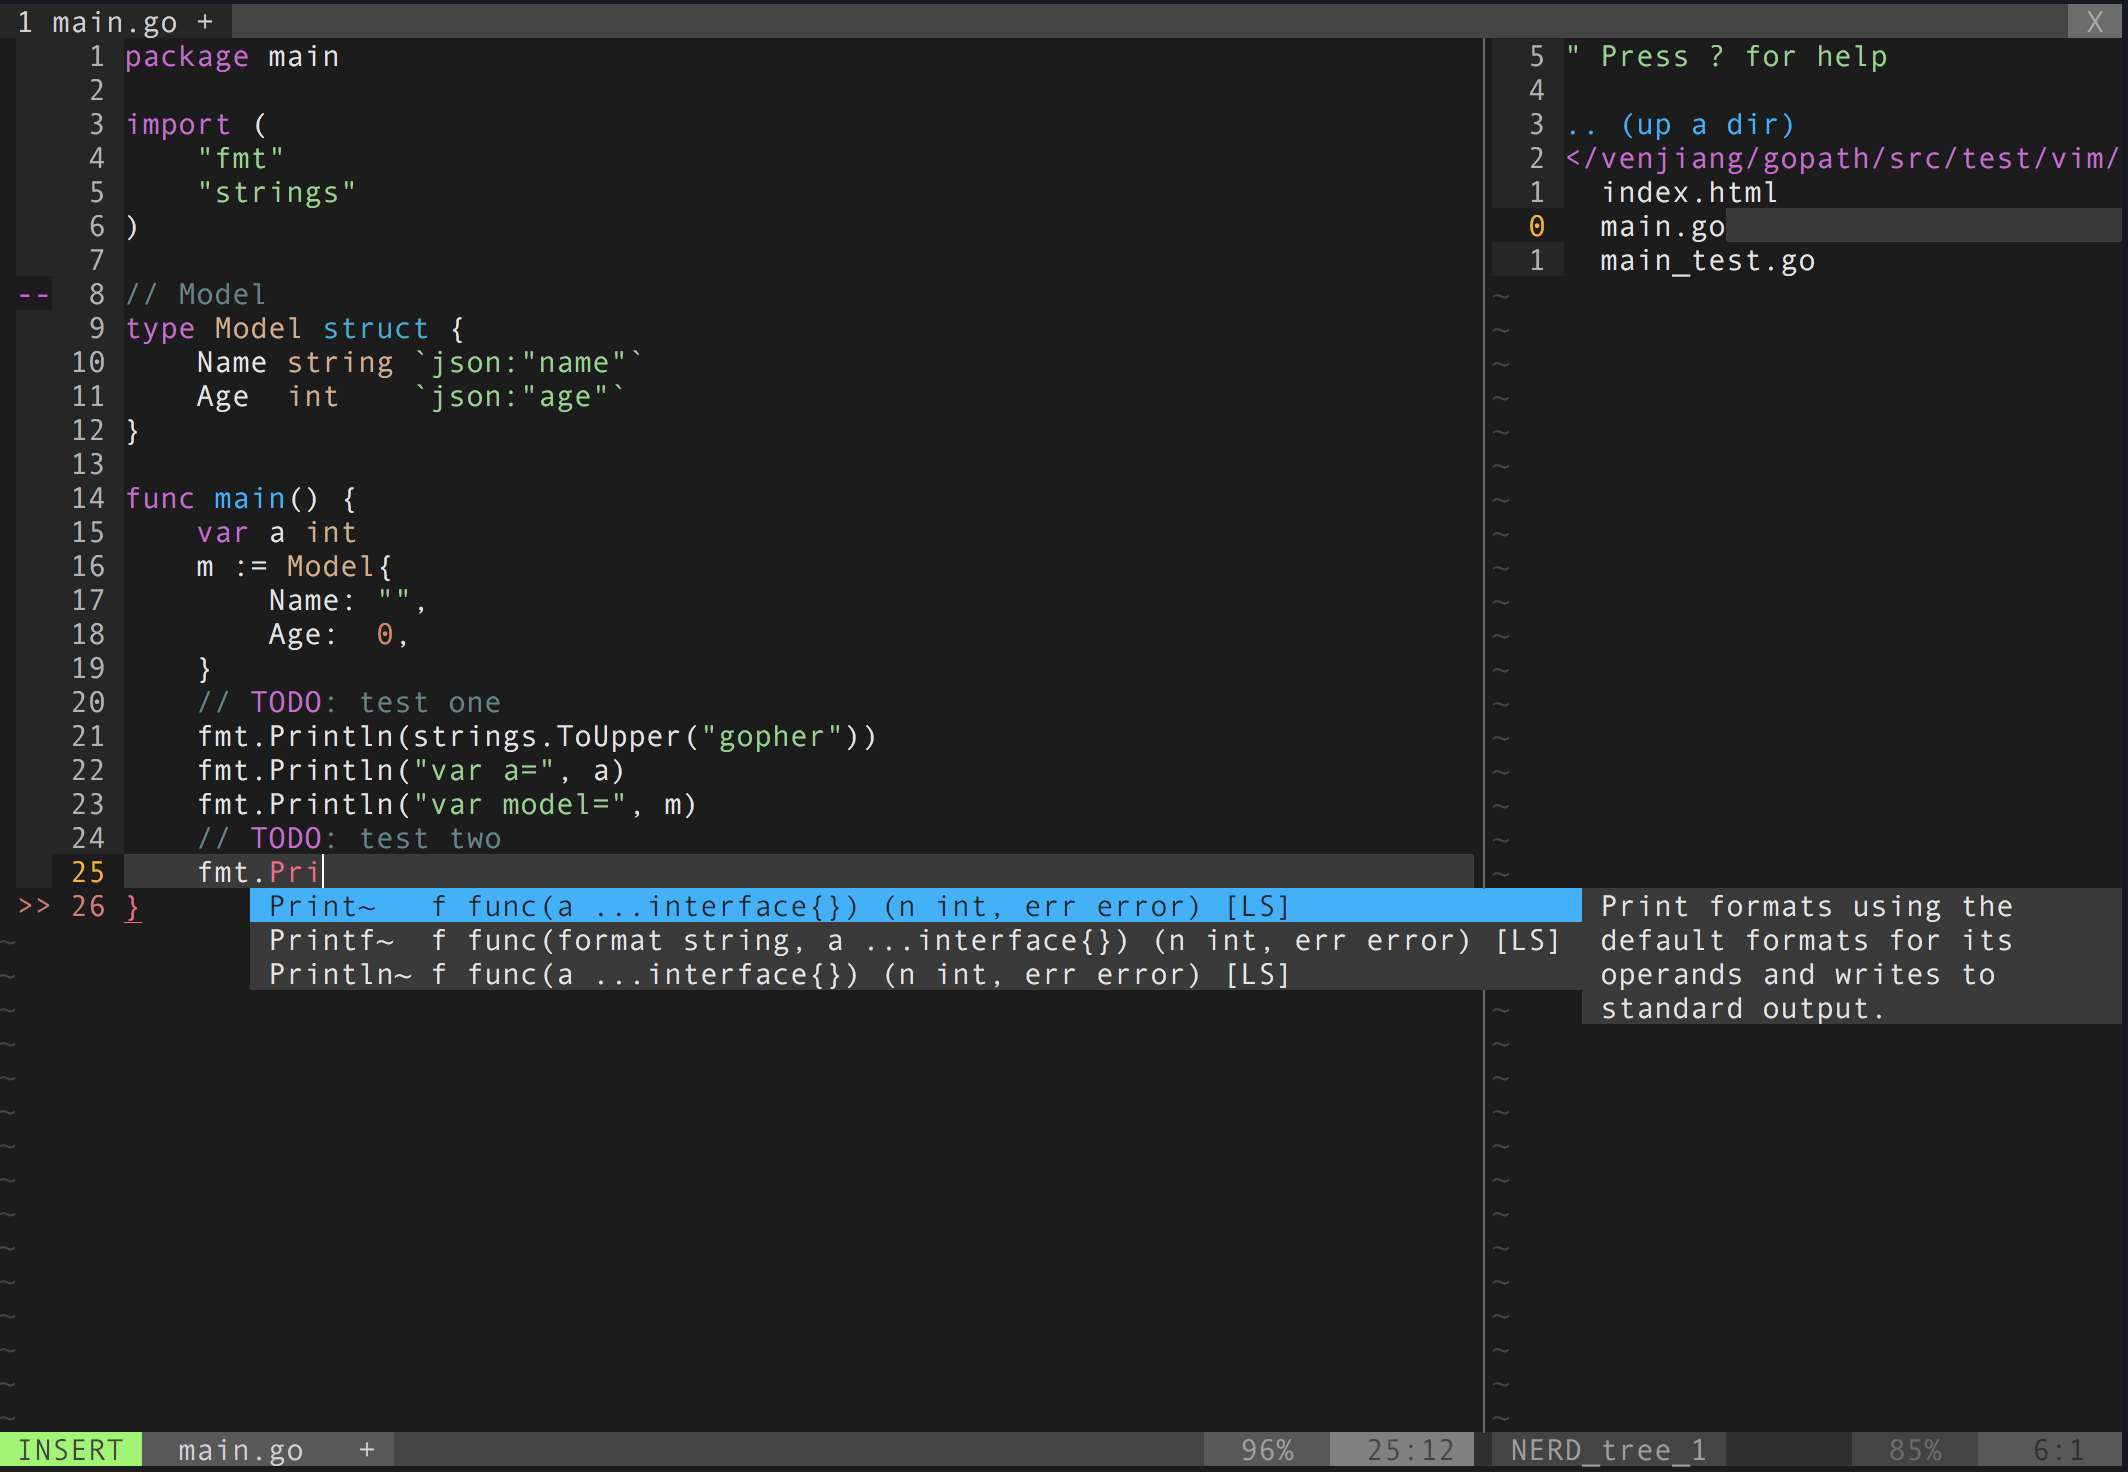 1 main.go + X
1 package main
2
3 import (
4     "fmt"
5     "strings"
6 )
7
-- 8 // Model
9 type Model struct {
10     Name string `json:"name"`
11     Age  int    `json:"age"`
12 }
13
14 func main() {
15     var a int
16     m := Model{
17         Name: "",
18         Age:  0,
19     }
20     // TODO: test one
21     fmt.Println(strings.ToUpper("gopher"))
22     fmt.Println("var a=", a)
23     fmt.Println("var model=", m)
24     // TODO: test two
25     fmt.Pri
>> 26 }
Print~   f func(a ...interface{}) (n int, err error) [LS]
Printf~  f func(format string, a ...interface{}) (n int, err error) [LS]
Println~ f func(a ...interface{}) (n int, err error) [LS]
Print formats using the
default formats for its
operands and writes to
standard output.
5 " Press ? for help
4
3 .. (up a dir)
2 </venjiang/gopath/src/test/vim/
1   index.html
0   main.go
1   main_test.go
INSERT main.go + 96% 25:12 NERD_tree_1 85% 6:1